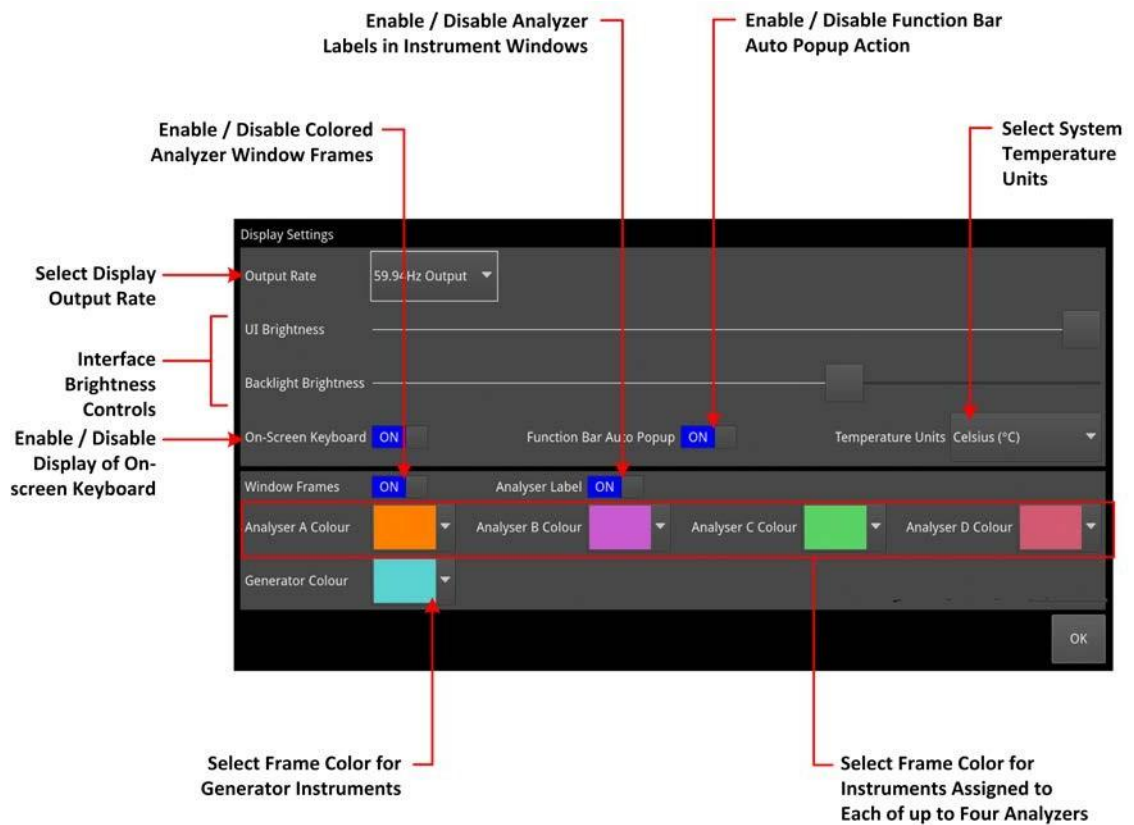 Enable / Disable Analyzer
Labels in Instrument Windows
Enable / Disable Function Bar
Auto Popup Action
Enable / Disable Colored
Analyzer Window Frames
Select System
Temperature
Units
Display Settings
Select Display
Output Rate
Output Rate
59.94Hz Output
Interface
Brightness
Controls
UI Brightness
Backlight Brightness
Enable / Disable
Display of On-
screen Keyboard
On-Screen Keyboard ON
Function Bar Auto Popup ON
Temperature Units Celsius (°C)
Window Frames ON
Analyser Label ON
Analyser A Colour
Analyser B Colour
Analyser C Colour
Analyser D Colour
Generator Colour
OK
Select Frame Color for
Generator Instruments
Select Frame Color for
Instruments Assigned to
Each of up to Four Analyzers